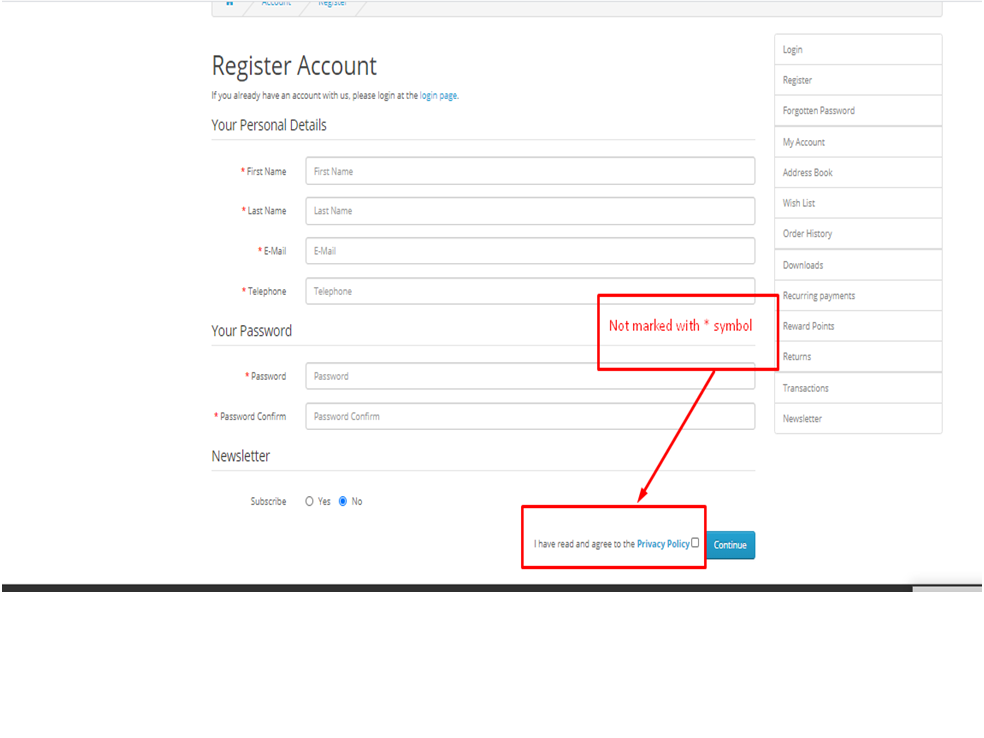 Account Register
Register Account
If you already have an account with us, please login at the login page.
Your Personal Details
* First Name First Name
* Last Name Last Name
* E-Mail E-Mail
* Telephone Telephone
Not marked with * symbol
Your Password
* Password Password
* Password Confirm Password Confirm
Newsletter
Subscribe Yes No
I have read and agree to the Privacy Policy Continue
Login
Register
Forgotten Password
My Account
Address Book
Wish List
Order History
Downloads
Recurring payments
Reward Points
Returns
Transactions
Newsletter